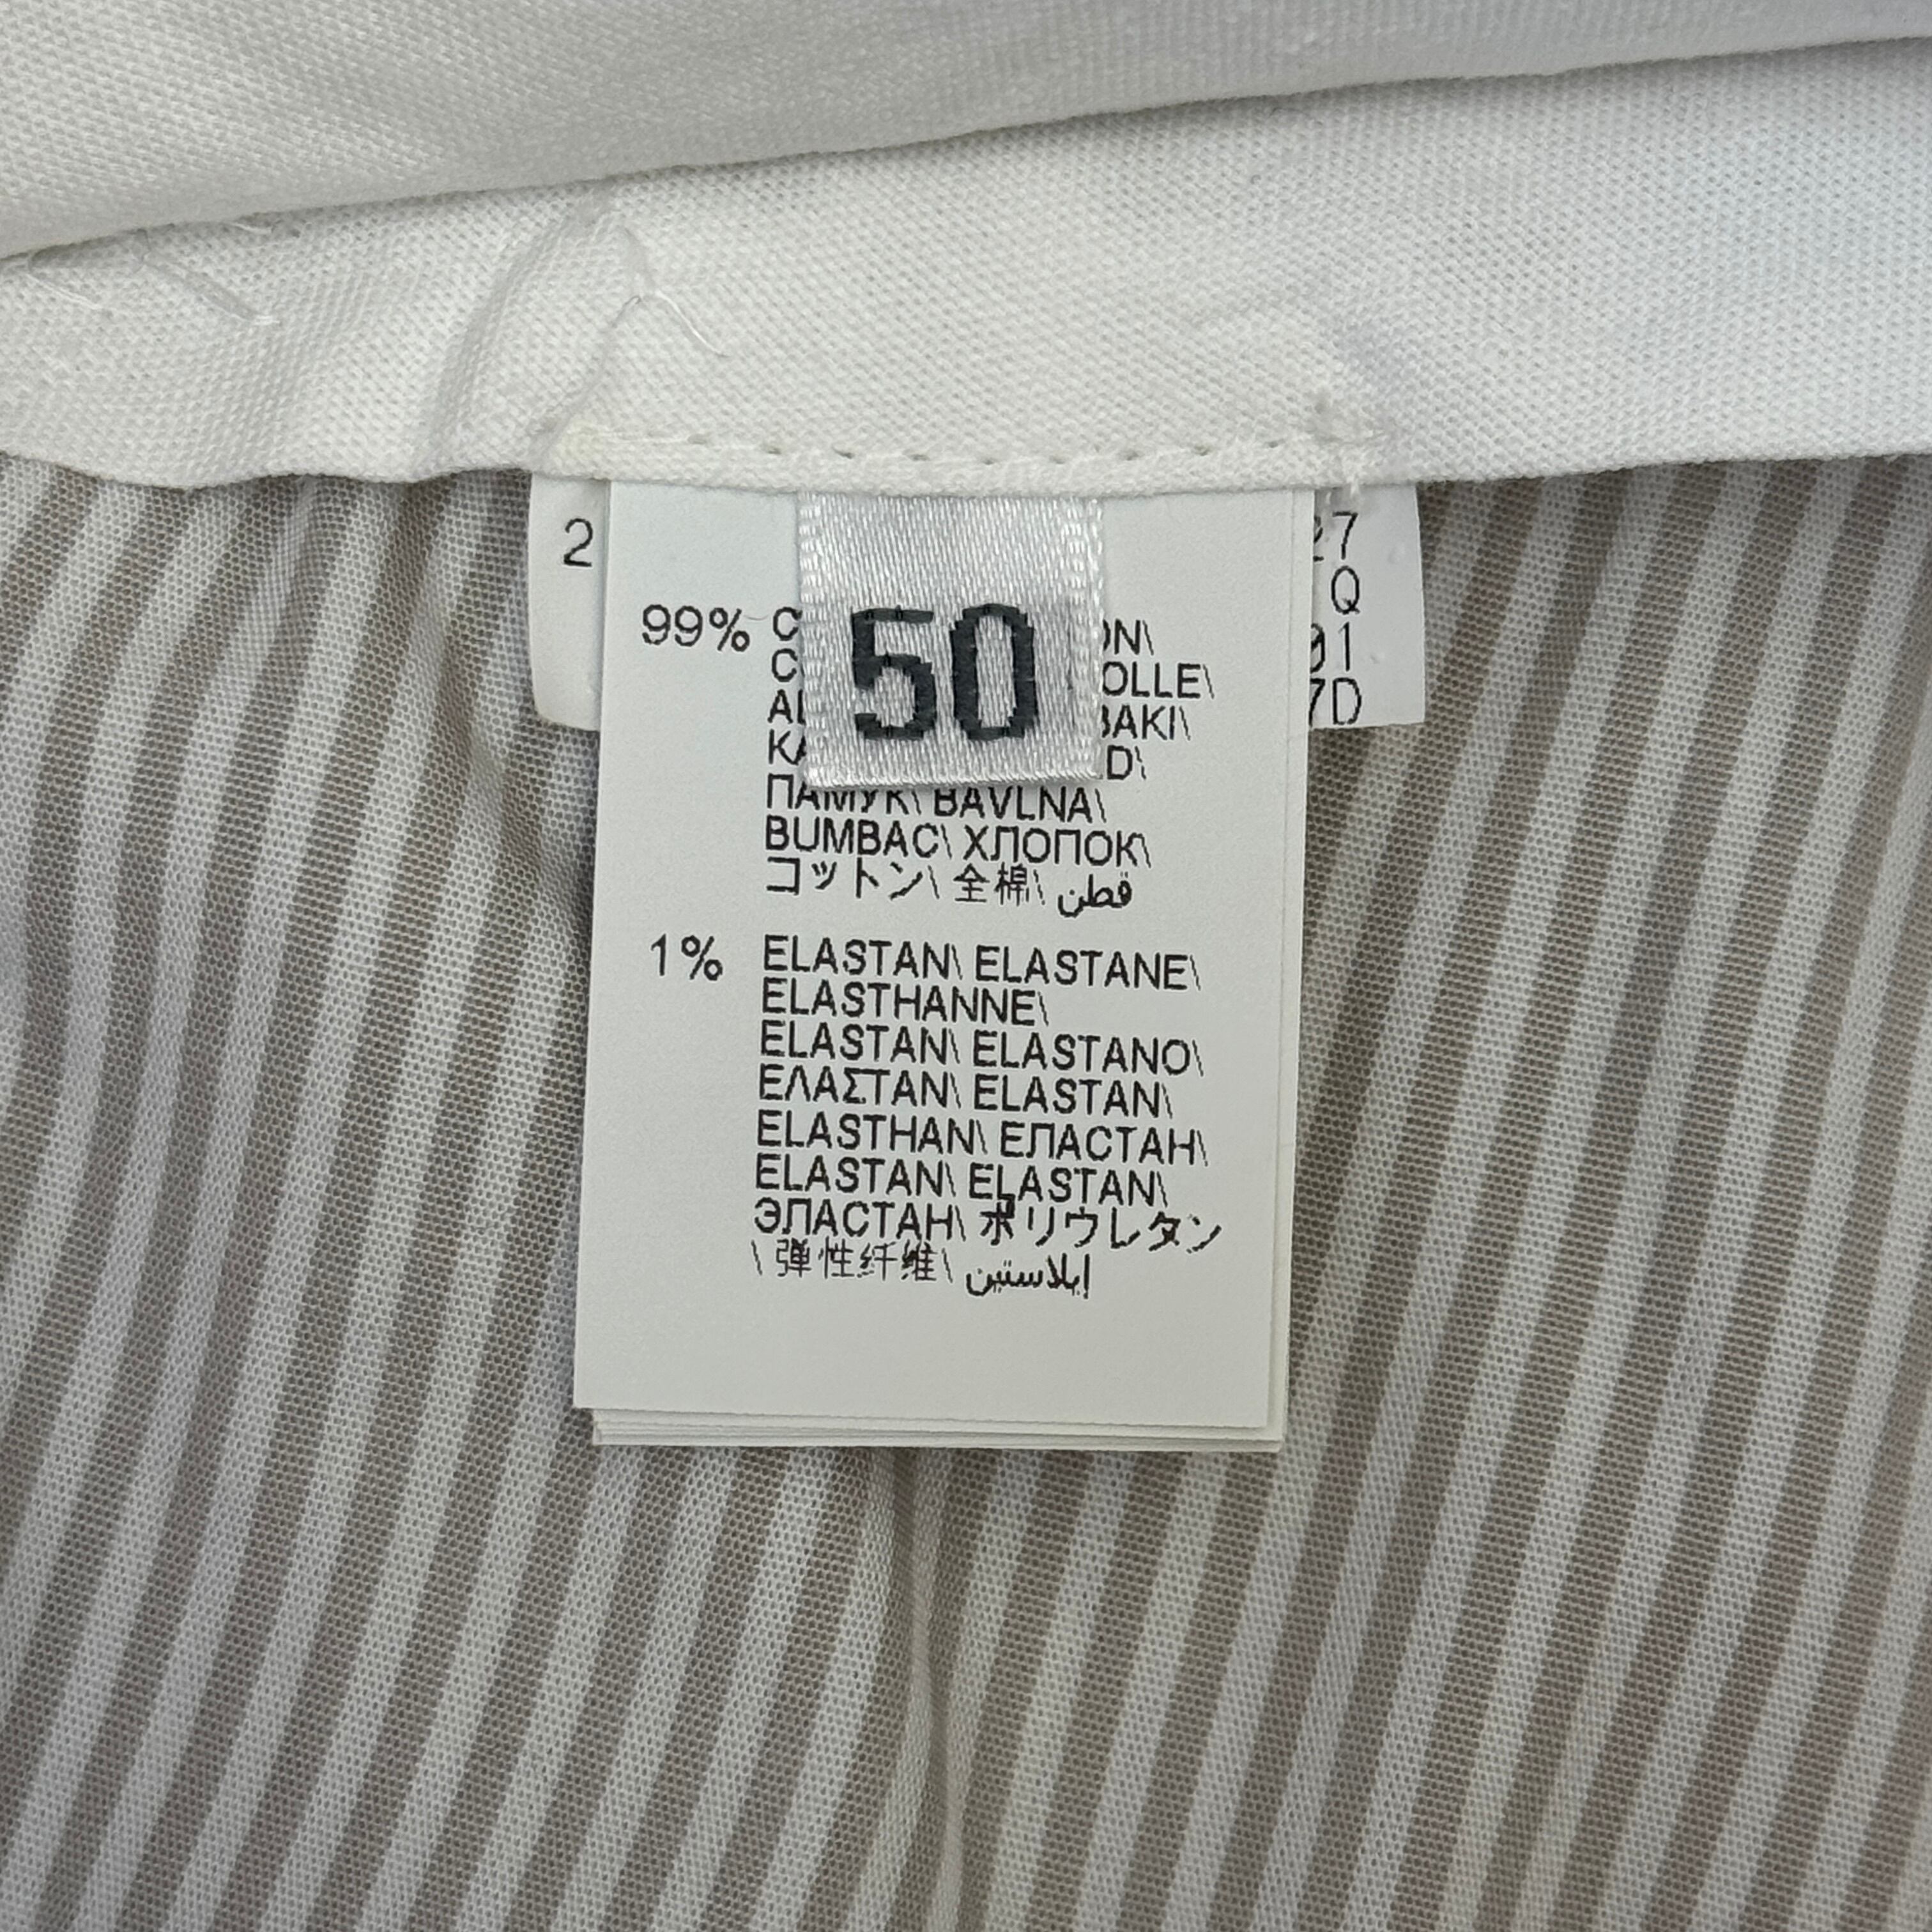 50
2
27
Q
91
7D
99%
ПАМУК\ BAVLNA\
BUMBAC\ ХЛОПОК\
コットン\ 全棉\ قطن
1% ELASTAN\ ELASTANE\
ELASTHANNE\
ELASTAN\ ELASTANO\
ΕΛΑΣΤΑΝ\ ELASTAN\
ELASTHAN\ ЕЛАСТАН\
ELASTAN\ ELASTAN\
ЭЛАСТАН\ ポリウレタン
\ 弹性纤维\ إيلاستين